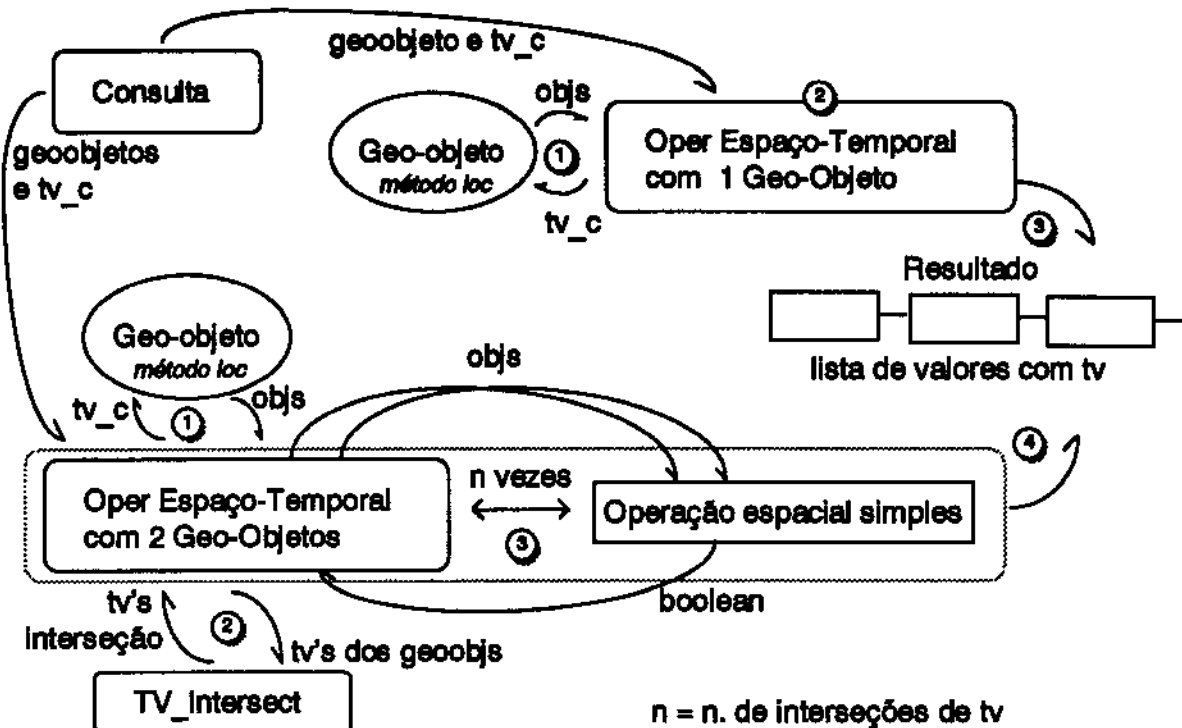 geoobjeto e tv_c
Consulta
objs
2
Geo-objeto
método loc
1
Oper Espaço-Temporal
com 1 Geo-Objeto
geoobjetos
e tv_c
tv_c
3
Resultado
lista de valores com tv
Geo-objeto
método loc
objs
tv_c
1
objs
4
Oper Espaço-Temporal
com 2 Geo-Objetos
n vezes
3
Operação espacial simples
boolean
tv's
interseção
2
tv's dos geoobjs
TV_Intersect
n = n. de interseções de tv